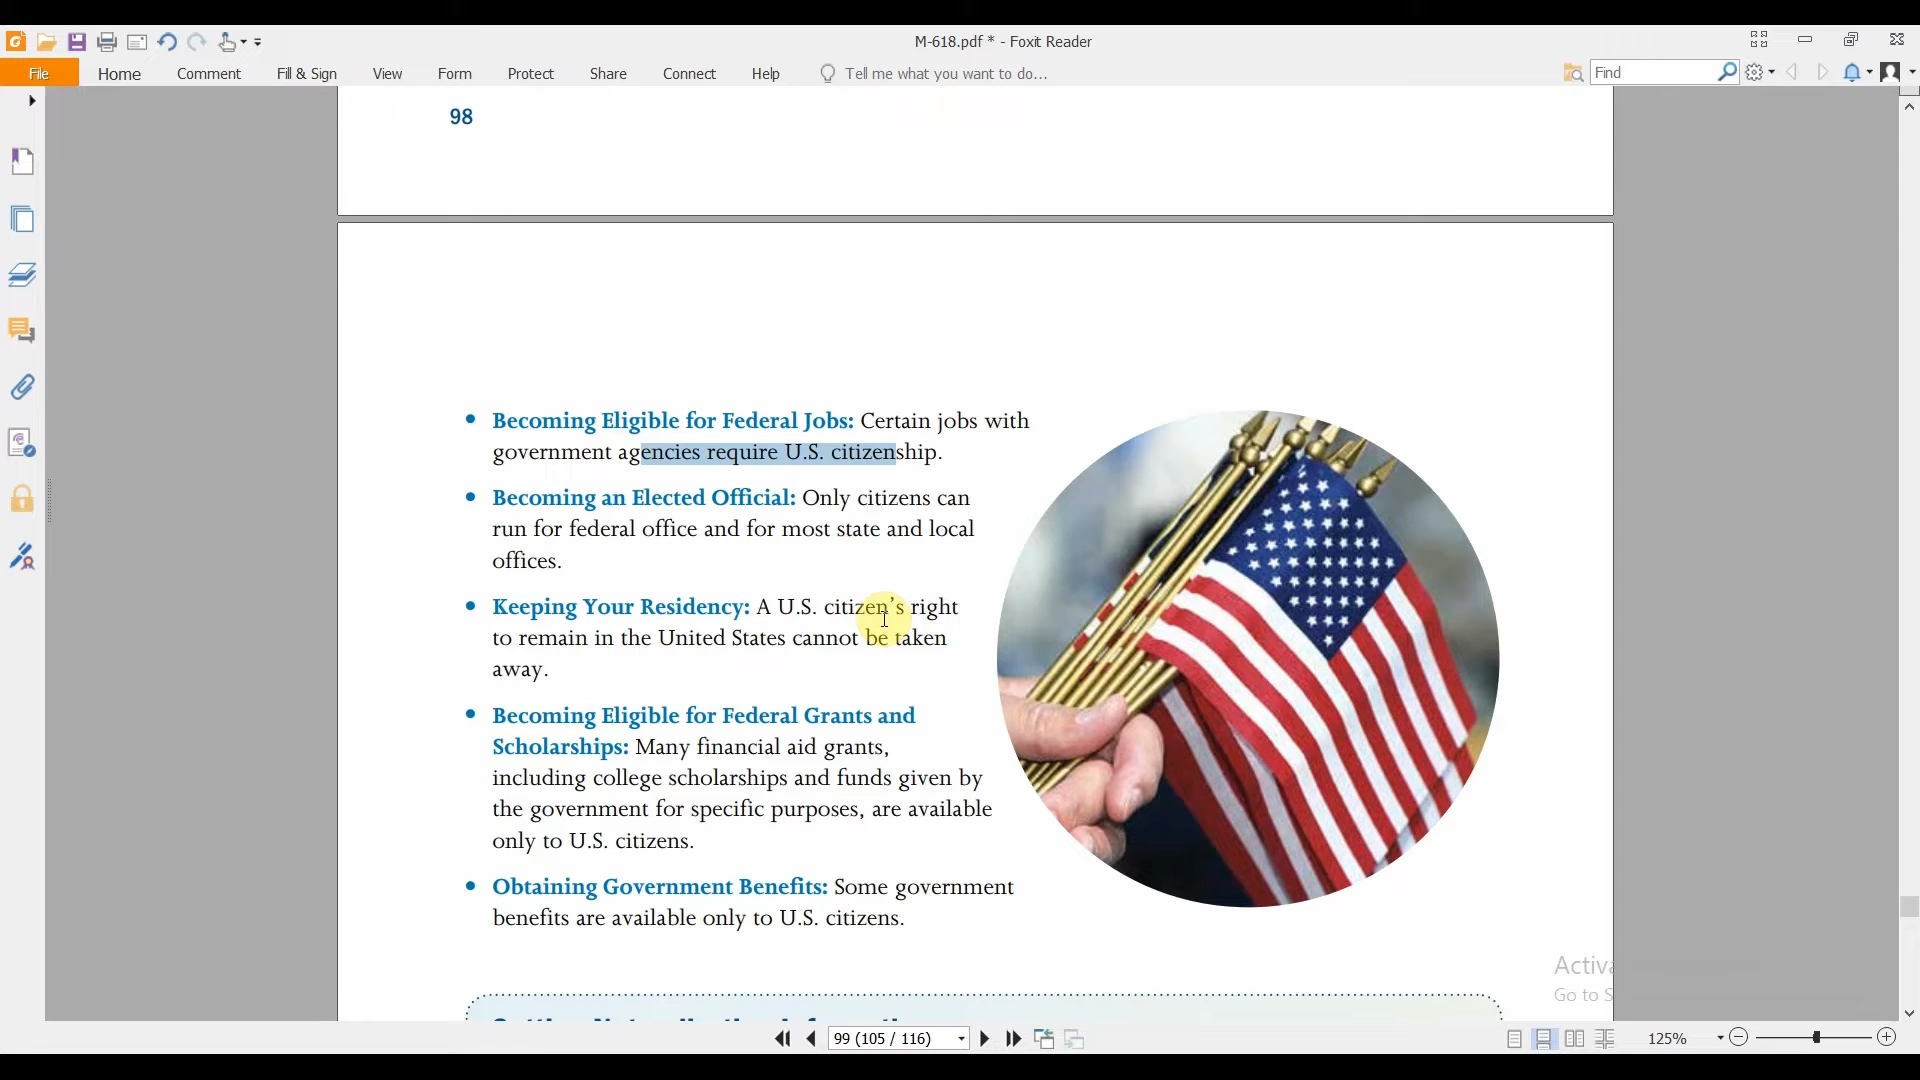 M-618.pdf * - Foxit Reader
File Home Comment Fill & Sign View Form Protect Share Connect Help Tell me what you want to do... Find
98
• Becoming Eligible for Federal Jobs: Certain jobs with
government agencies require U.S. citizenship.
• Becoming an Elected Official: Only citizens can
run for federal office and for most state and local
offices.
• Keeping Your Residency: A U.S. citizen’s right
to remain in the United States cannot be taken
away.
• Becoming Eligible for Federal Grants and
Scholarships: Many financial aid grants,
including college scholarships and funds given by
the government for specific purposes, are available
only to U.S. citizens.
• Obtaining Government Benefits: Some government
benefits are available only to U.S. citizens.
Activa
Go to S
99 (105 / 116) 125%